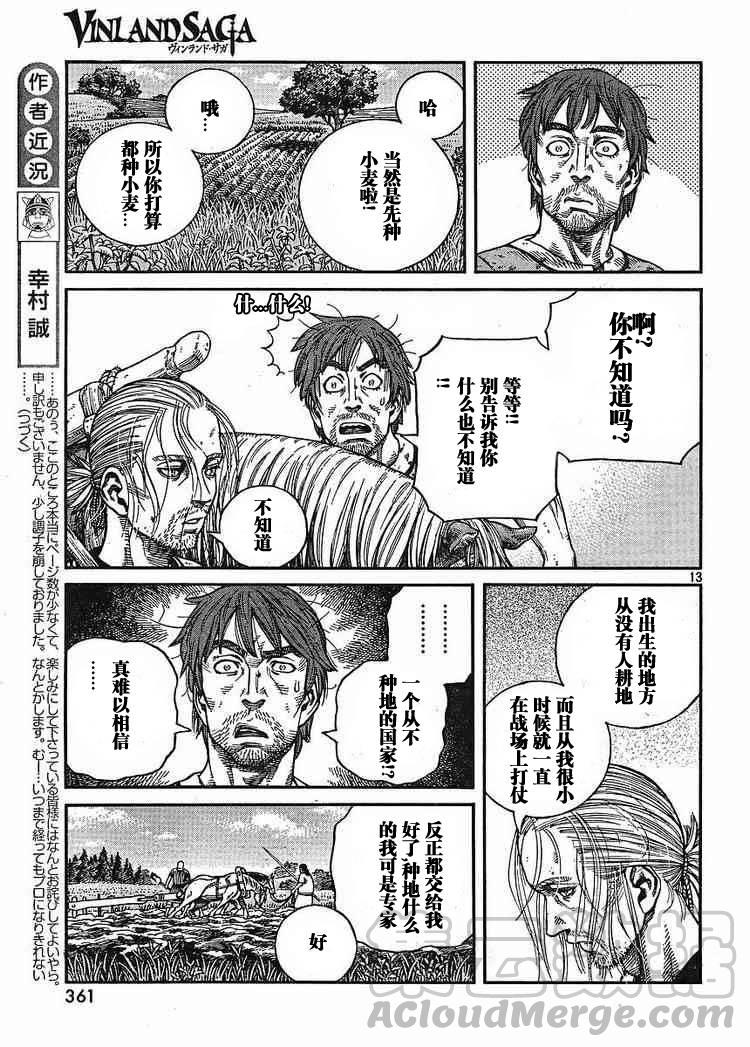 VINLAND SAGA
ヴィンランド・サガ
哈
当然是先种
小麦啦!
哦
…
所以你打算
都种小麦…
啊?
你不知道吗?
等等!!
别告诉我你
什么也不知道
!!
什...什么!
不知道
13
我出生的地方
从没有人耕地
而且从我很小
时候就一直
在战场上打仗
一个从不
种地的国家!?
……
……
真难以相信
反正都交给我
好了种地什么
的我可是专家
好
作者近況
幸村誠
……あのぅ、ここのところ本当にページ数が少なくて、楽しみにして下さっている皆様にはなんとお詫びしてよいやら。
申し訳もございません、少し調子を崩しておりました。なんとかします。むー…いつまで経ってもプロになりきれない
……。(つづく)
361
ACloudMerge.com